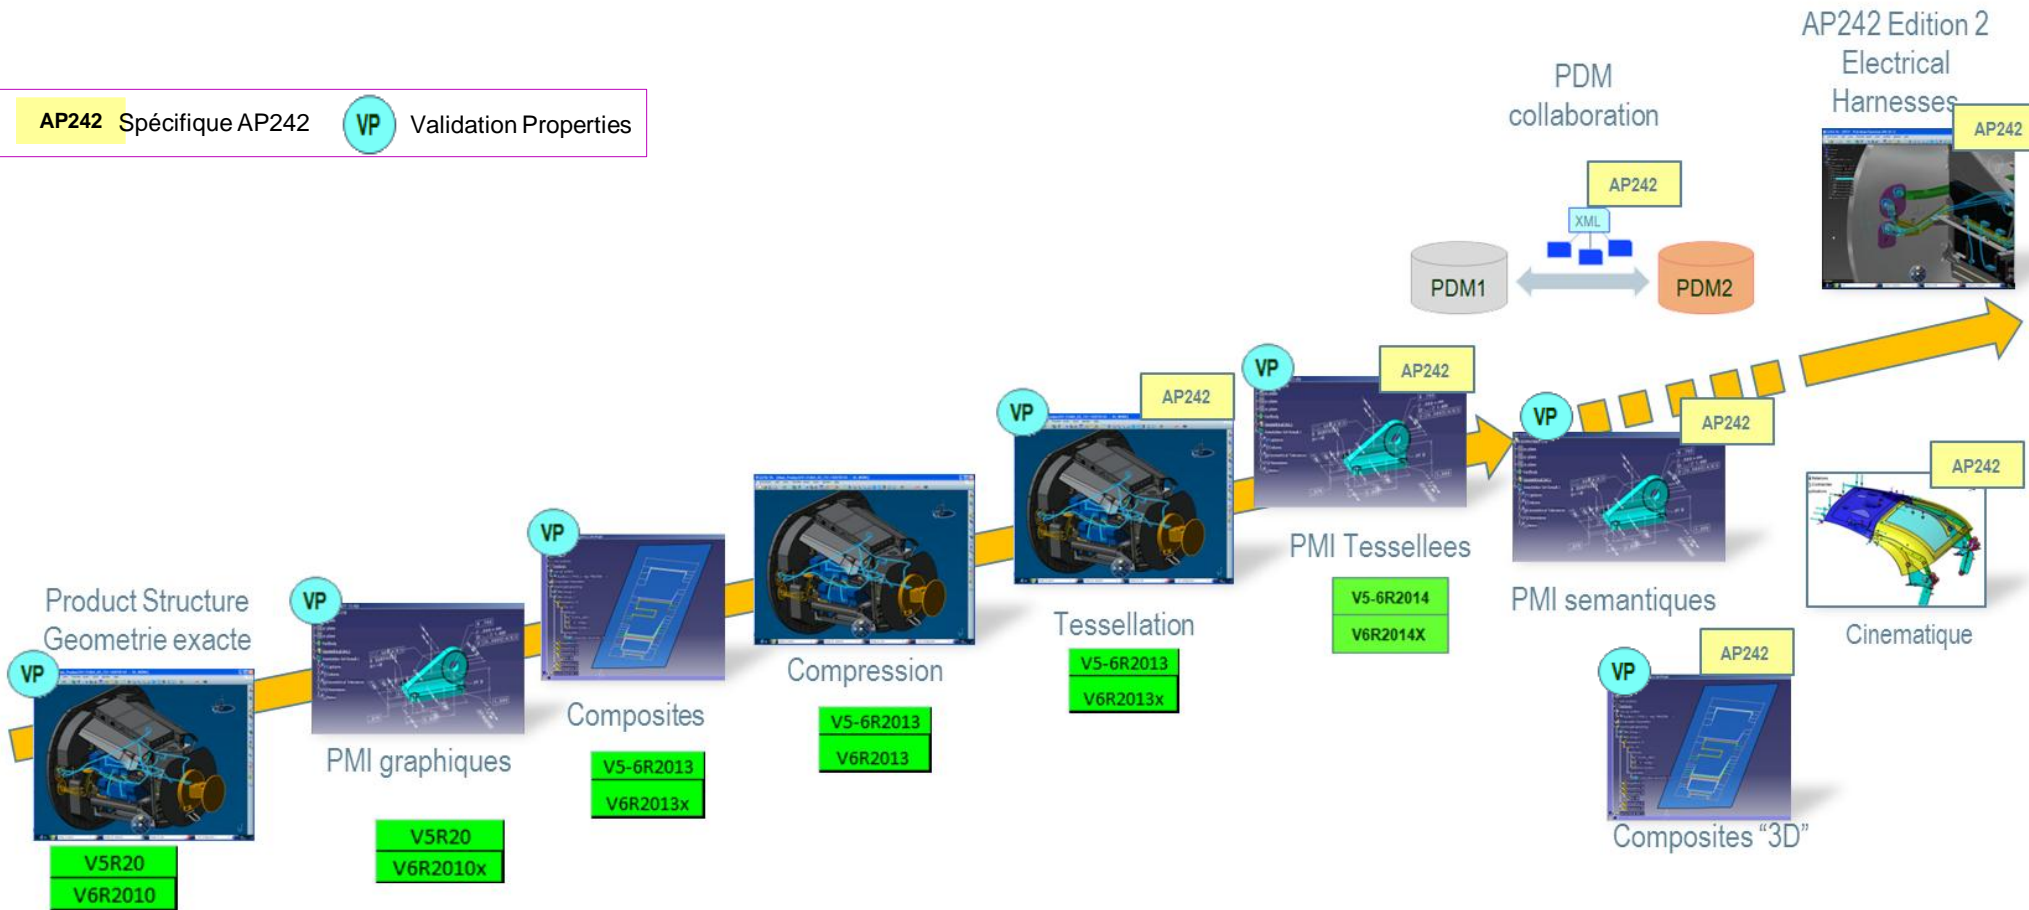 AP242 Spécifique AP242 VP Validation Properties
AP242 Edition 2
Electrical
Harnesses
AP242
PDM
collaboration
AP242
XML
PDM1
PDM2
Product Structure
Geometrie exacte
VP
V5R20
V6R2010
VP
PMI graphiques
V5R20
V6R2010x
VP
Composites
V5-6R2013
V6R2013x
Compression
V5-6R2013
V6R2013
VP
AP242
Tessellation
V5-6R2013
V6R2013x
VP
AP242
PMI Tessellees
V5-6R2014
V6R2014X
VP
AP242
PMI semantiques
VP
AP242
Composites “3D”
AP242
Cinematique